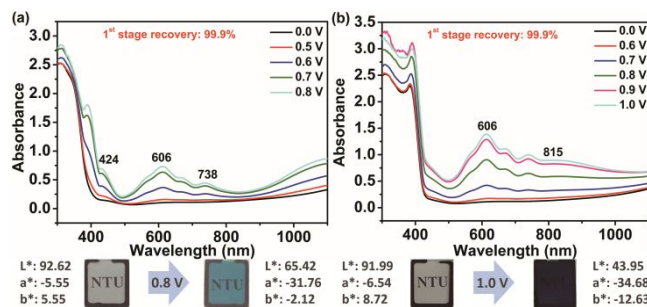 (a)
1st stage recovery: 99.9%
0.0 V
0.5 V
0.6 V
0.7 V
0.8 V
424
606
738
Absorbance
3.0
2.5
2.0
1.5
1.0
0.5
0.0
400 600 800 1000
Wavelength (nm)
L*: 92.62
a*: -5.55
b*: 5.55
NTU
0.8 V
NTU
L*: 65.42
a*: -31.76
b*: -2.12
(b)
1st stage recovery: 99.9%
0.0 V
0.6 V
0.7 V
0.8 V
0.9 V
1.0 V
606
815
Absorbance
3.5
3.0
2.5
2.0
1.5
1.0
0.5
0.0
400 600 800 1000
Wavelength (nm)
L*: 91.99
a*: -6.54
b*: 8.72
NTU
1.0 V
L*: 43.95
a*: -34.68
b*: -12.63